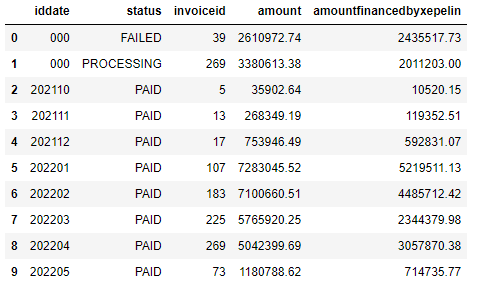 iddate status invoiceid amount amountfinancedbyxepelin
0 000 FAILED 39 2610972.74 2435517.73
1 000 PROCESSING 269 3380613.38 2011203.00
2 202110 PAID 5 35902.64 10520.15
3 202111 PAID 13 268349.19 119352.51
4 202112 PAID 17 753946.49 592831.07
5 202201 PAID 107 7283045.52 5219511.13
6 202202 PAID 183 7100660.51 4485712.42
7 202203 PAID 225 5765920.25 2344379.98
8 202204 PAID 269 5042399.69 3057870.38
9 202205 PAID 73 1180788.62 714735.77